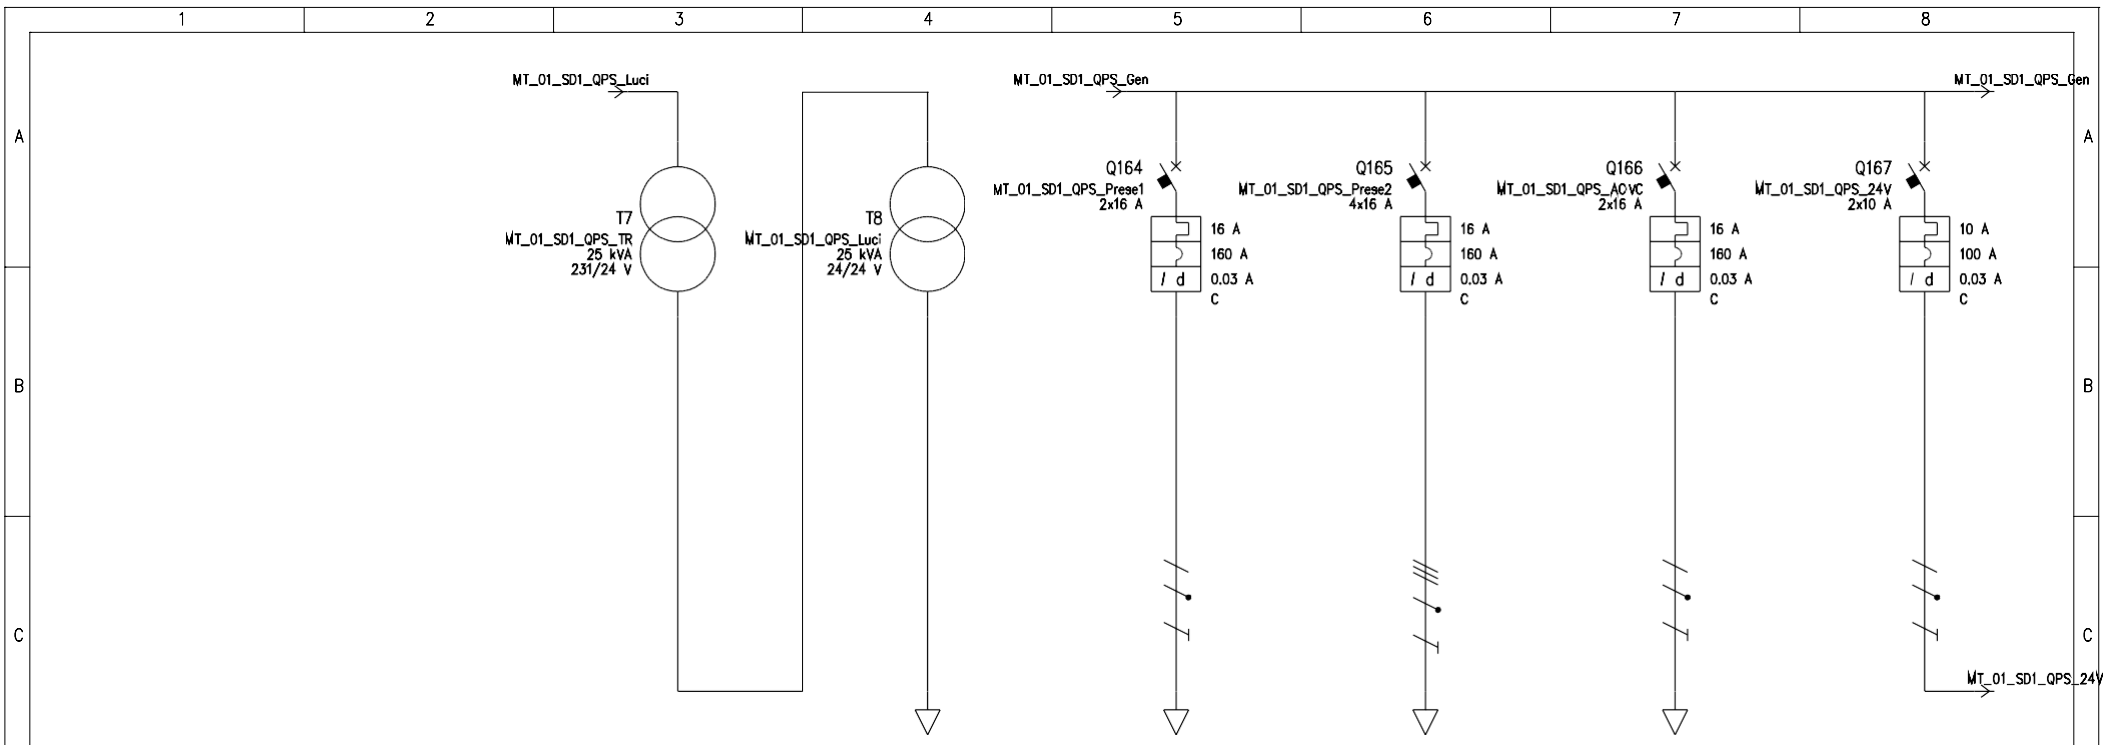 1 2 3 4 5 6 7 8
MT_01_SD1_QPS_Luci
MT_01_SD1_QPS_Gen
MT_01_SD1_QPS_Gen
A A
T7
MT_01_SD1_QPS_TR
25 kVA
231/24 V
T8
MT_01_SD1_QPS_Luci
25 kVA
24/24 V
Q164
MT_01_SD1_QPS_Prese1
2x16 A
16 A
160 A
I d 0.03 A
C
Q165
MT_01_SD1_QPS_Prese2
4x16 A
16 A
160 A
I d 0.03 A
C
Q166
MT_01_SD1_QPS_AOVC
2x16 A
16 A
160 A
I d 0.03 A
C
Q167
MT_01_SD1_QPS_24V
2x10 A
10 A
100 A
I d 0.03 A
C
B B
C C
MT_01_SD1_QPS_24V